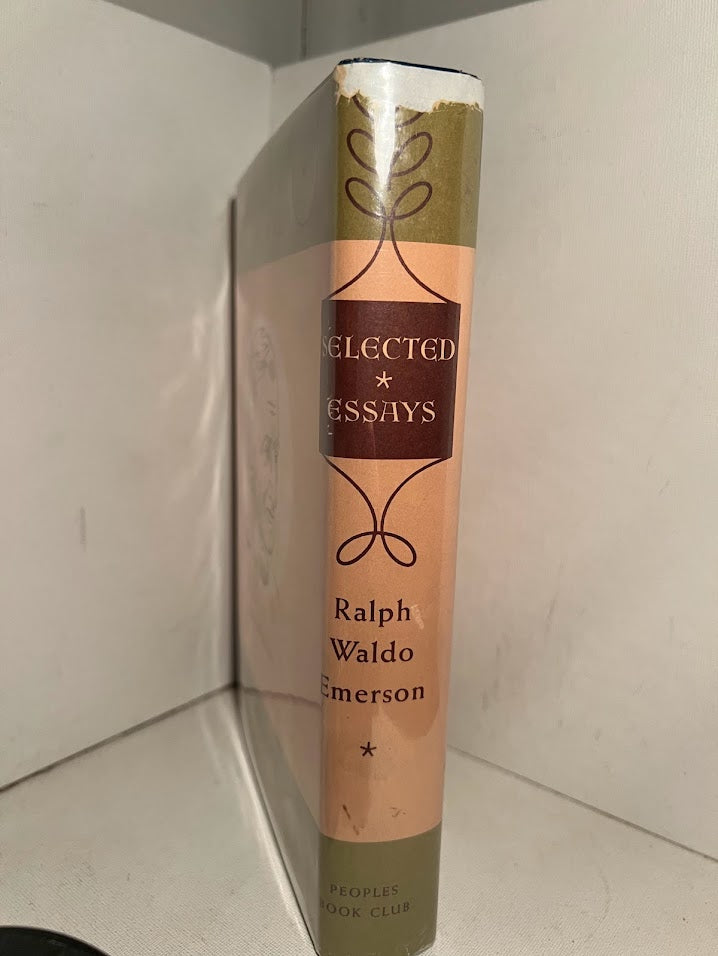 SELECTED
*
ESSAYS
Ralph
Waldo
Emerson
*
PEOPLES
BOOK CLUB